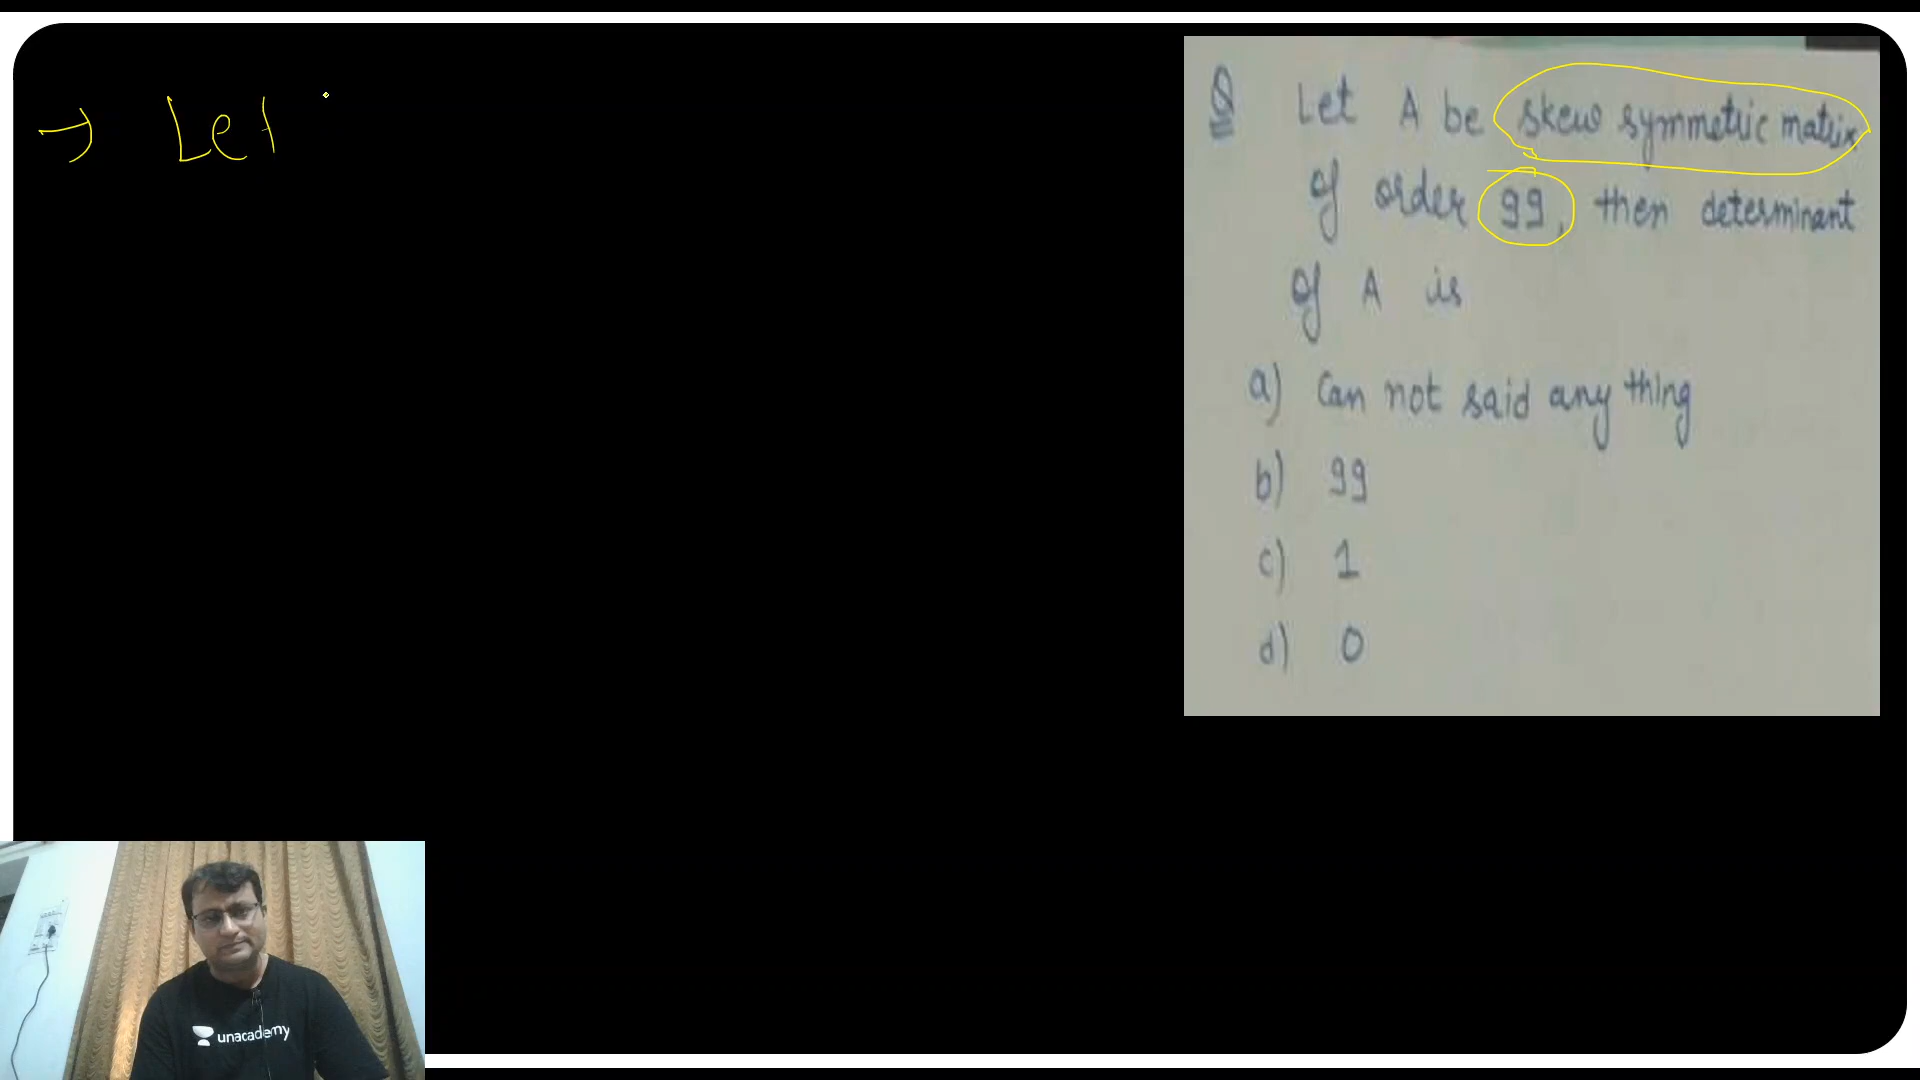 → Let
Q Let A be skew symmetric matrix
of order 99, then determinant
of A is
a) Can not said any thing
b) 99
c) 1
d) 0
unacademy